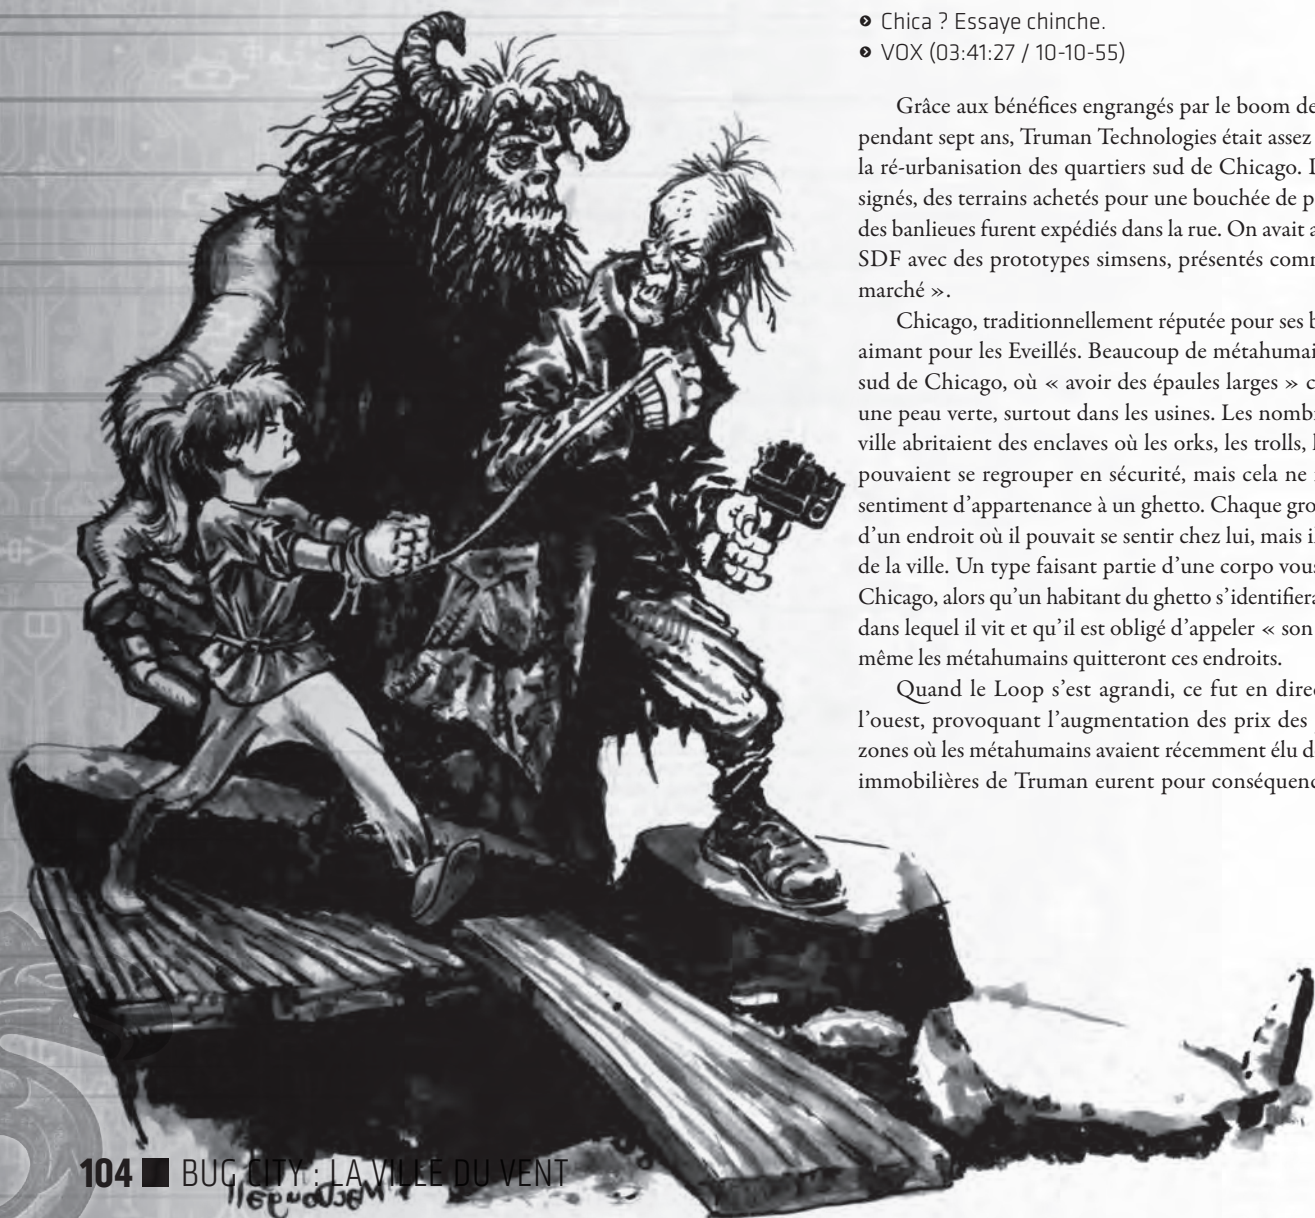 Chica ? Essaye chinche.
VOX (03:41:27 / 10-10-55)
Grâce aux bénéfices engrangés par le boom de
pendant sept ans, Truman Technologies était assez
la ré-urbanisation des quartiers sud de Chicago.
signés, des terrains achetés pour une bouchée de
des banlieues furent expédiés dans la rue. On avait
SDF avec des prototypes simsens, présentés
marché ».
Chicago, traditionnellement réputée pour ses
aimant pour les Eveillés. Beaucoup de
sud de Chicago, où « avoir des épaules larges »
une peau verte, surtout dans les usines. Les
ville abritaient des enclaves où les orks, les trolls,
pouvaient se regrouper en sécurité, mais cela ne
sentiment d'appartenance à un ghetto. Chaque
d'un endroit où il pouvait se sentir chez lui, mais
de la ville. Un type faisant partie d'une corpo vous
Chicago, alors qu'un habitant du ghetto
dans lequel il vit et qu'il est obligé d'appeler « son
même les métahumains quitteront ces endroits.
Quand le Loop s'est agrandi, ce fut en
l'ouest, provoquant l'augmentation des prix des
zones où les métahumains avaient récemment élu
immobilières de Truman eurent pour
104 BUG CITY : LA VILLE DU VENT